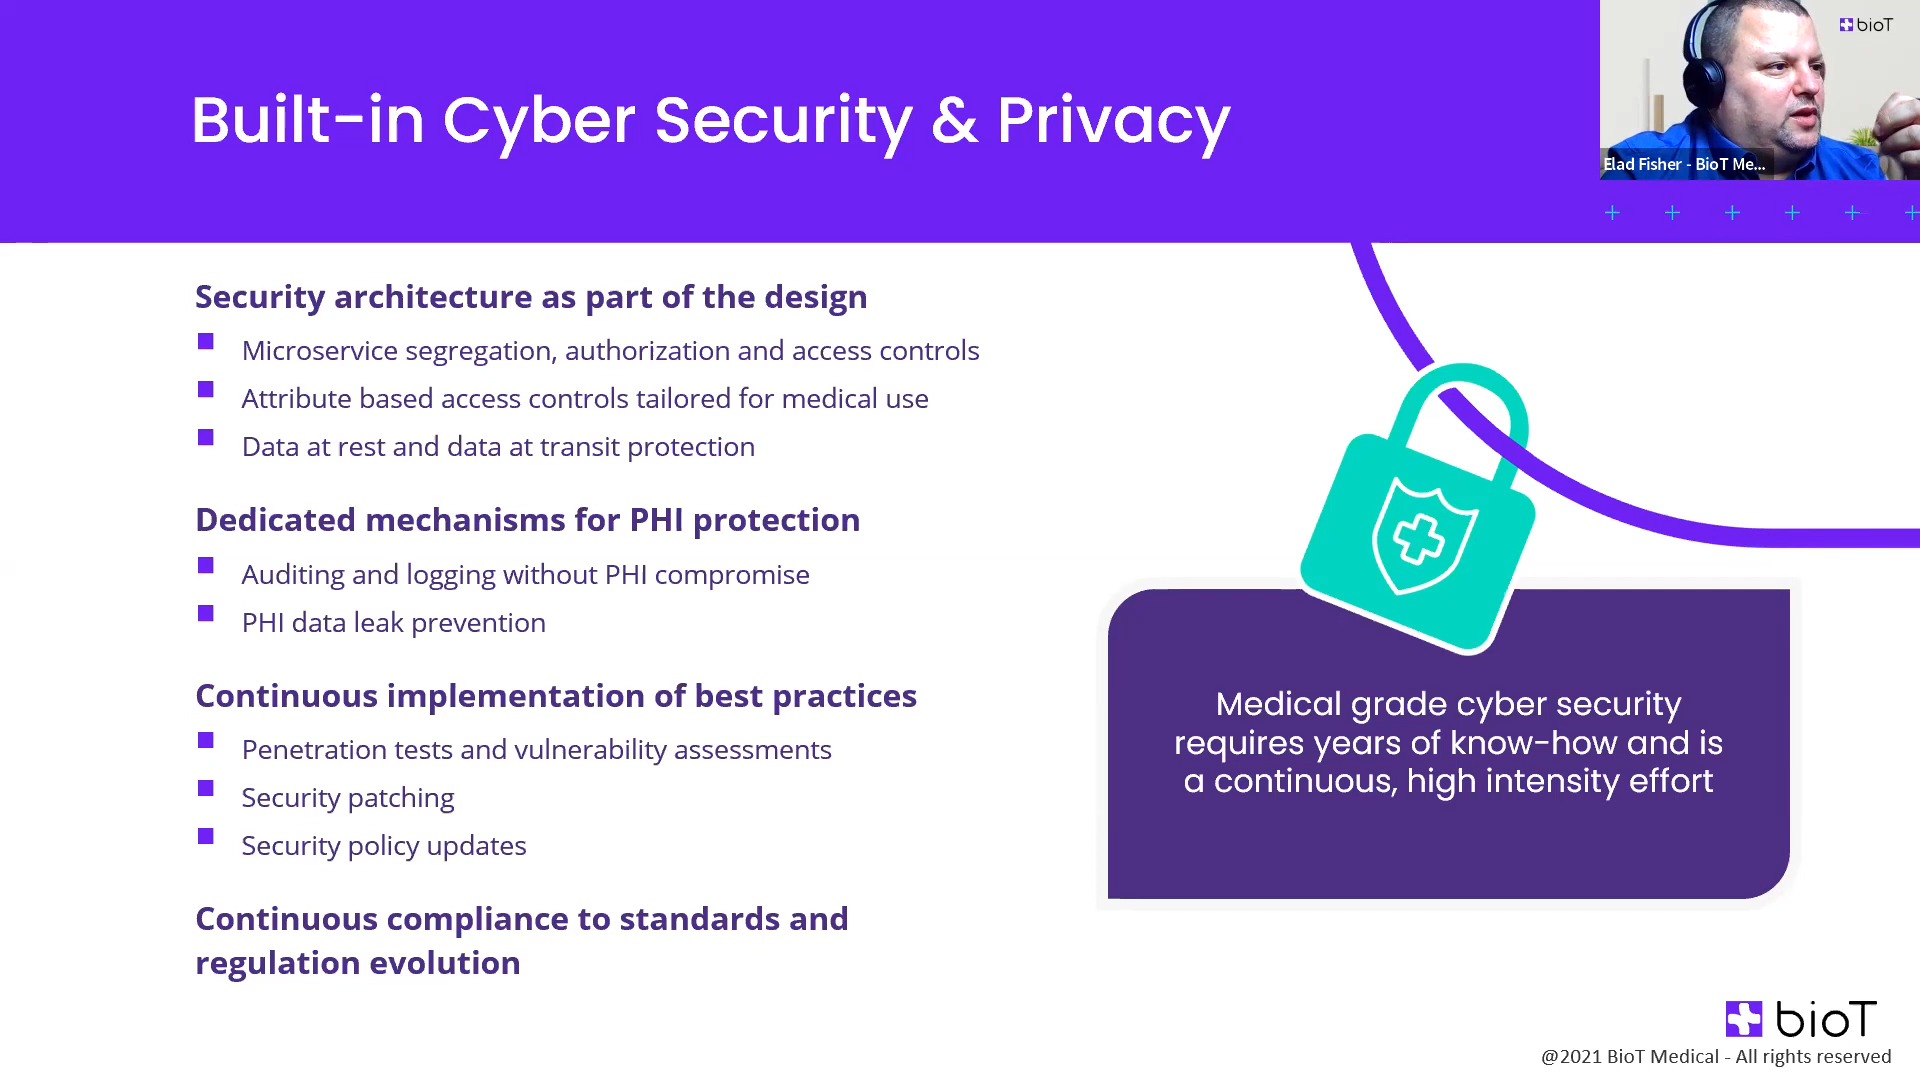 bioT
Built-in Cyber Security & Privacy
Elad Fisher - BioT Me...
Security architecture as part of the design
Microservice segregation, authorization and access controls
Attribute based access controls tailored for medical use
Data at rest and data at transit protection
Dedicated mechanisms for PHI protection
Auditing and logging without PHI compromise
PHI data leak prevention
Continuous implementation of best practices
Penetration tests and vulnerability assessments
Security patching
Security policy updates
Continuous compliance to standards and
regulation evolution
Medical grade cyber security
requires years of know-how and is
a continuous, high intensity effort
bioT
@2021 BioT Medical - All rights reserved